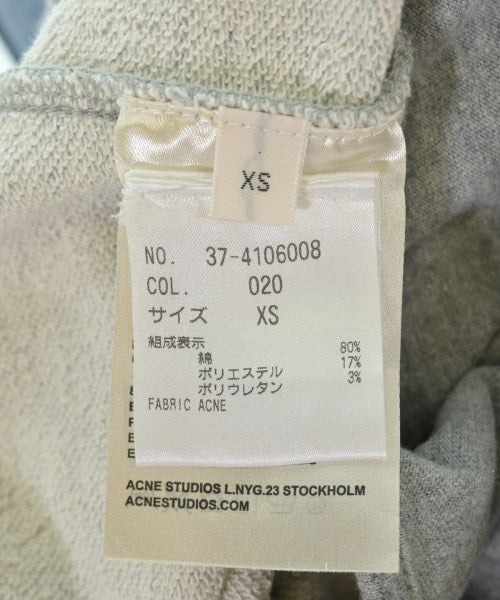 XS
NO. 37-4106008
COL. 020
サイズ XS
組成表示
綿 80%
ポリエステル 17%
ポリウレタン 3%
FABRIC ACNE
ACNE STUDIOS L.NYG.23 STOCKHOLM
ACNESTUDIOS.COM